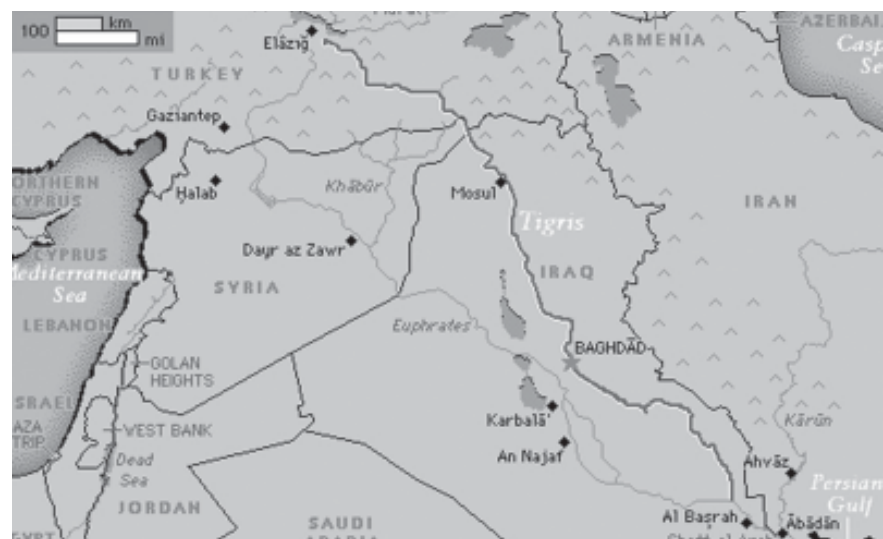 100
km
mi
Elâzığ
ARMENIA
AZERBAI
Casp
Se
TURKEY
Gaziantep
Khābūr
Mosul
ORTHERN
CYPRUS
Ḥalab
IRAN
Tigris
Dayr az Zawr
CYPRUS
Mediterranean
Sea
IRAQ
SYRIA
LEBANON
Euphrates
BAGHDĀD
GOLAN
HEIGHTS
SRAEL
AZA
TRIP
WEST BANK
Karbalā'
Kārūn
An Najaf
Dead
Sea
Ahvāz
Persian
Gulf
JORDAN
SAUDI
Al Baṣrah
Ābādān